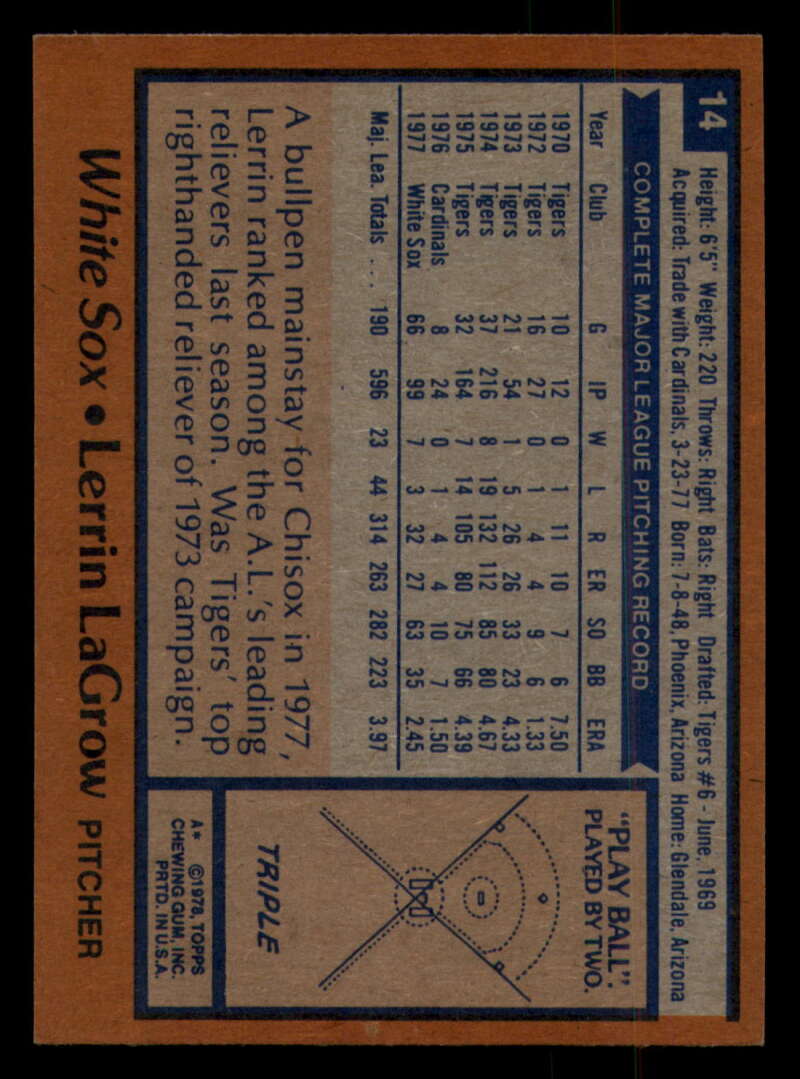 14
Height: 6'5" Weight: 220 Throws: Right Bats: Right Drafted: Tigers #6 - June, 1969
Acquired: Trade with Cardinals, 3-23-77 Born: 7-8-48, Phoenix, Arizona Home: Glendale, Arizona
COMPLETE MAJOR LEAGUE PITCHING RECORD
Year Club G IP W L R ER SO BB ERA
1970 Tigers 10 12 0 1 11 10 7 6 7.50
1972 Tigers 16 27 0 1 4 4 9 6 1.33
1973 Tigers 21 54 1 5 26 26 33 23 4.33
1974 Tigers 37 216 8 19 132 112 85 80 4.67
1975 Tigers 32 164 7 14 105 80 75 66 4.39
1976 Cardinals 8 24 0 1 4 4 10 7 1.50
1977 White Sox 66 99 7 3 32 27 63 35 2.45
Maj. Lea. Totals ... 190 596 23 44 314 263 282 223 3.97
A bullpen mainstay for Chisox in 1977,
Lerrin ranked among the A.L.'s leading
relievers last season. Was Tigers' top
righthanded reliever of 1973 campaign.
"PLAY BALL".
PLAYED BY TWO.
TRIPLE
A* ©1978, TOPPS
CHEWING GUM, INC.
PRTD. IN U.S.A.
White Sox • Lerrin LaGrow PITCHER